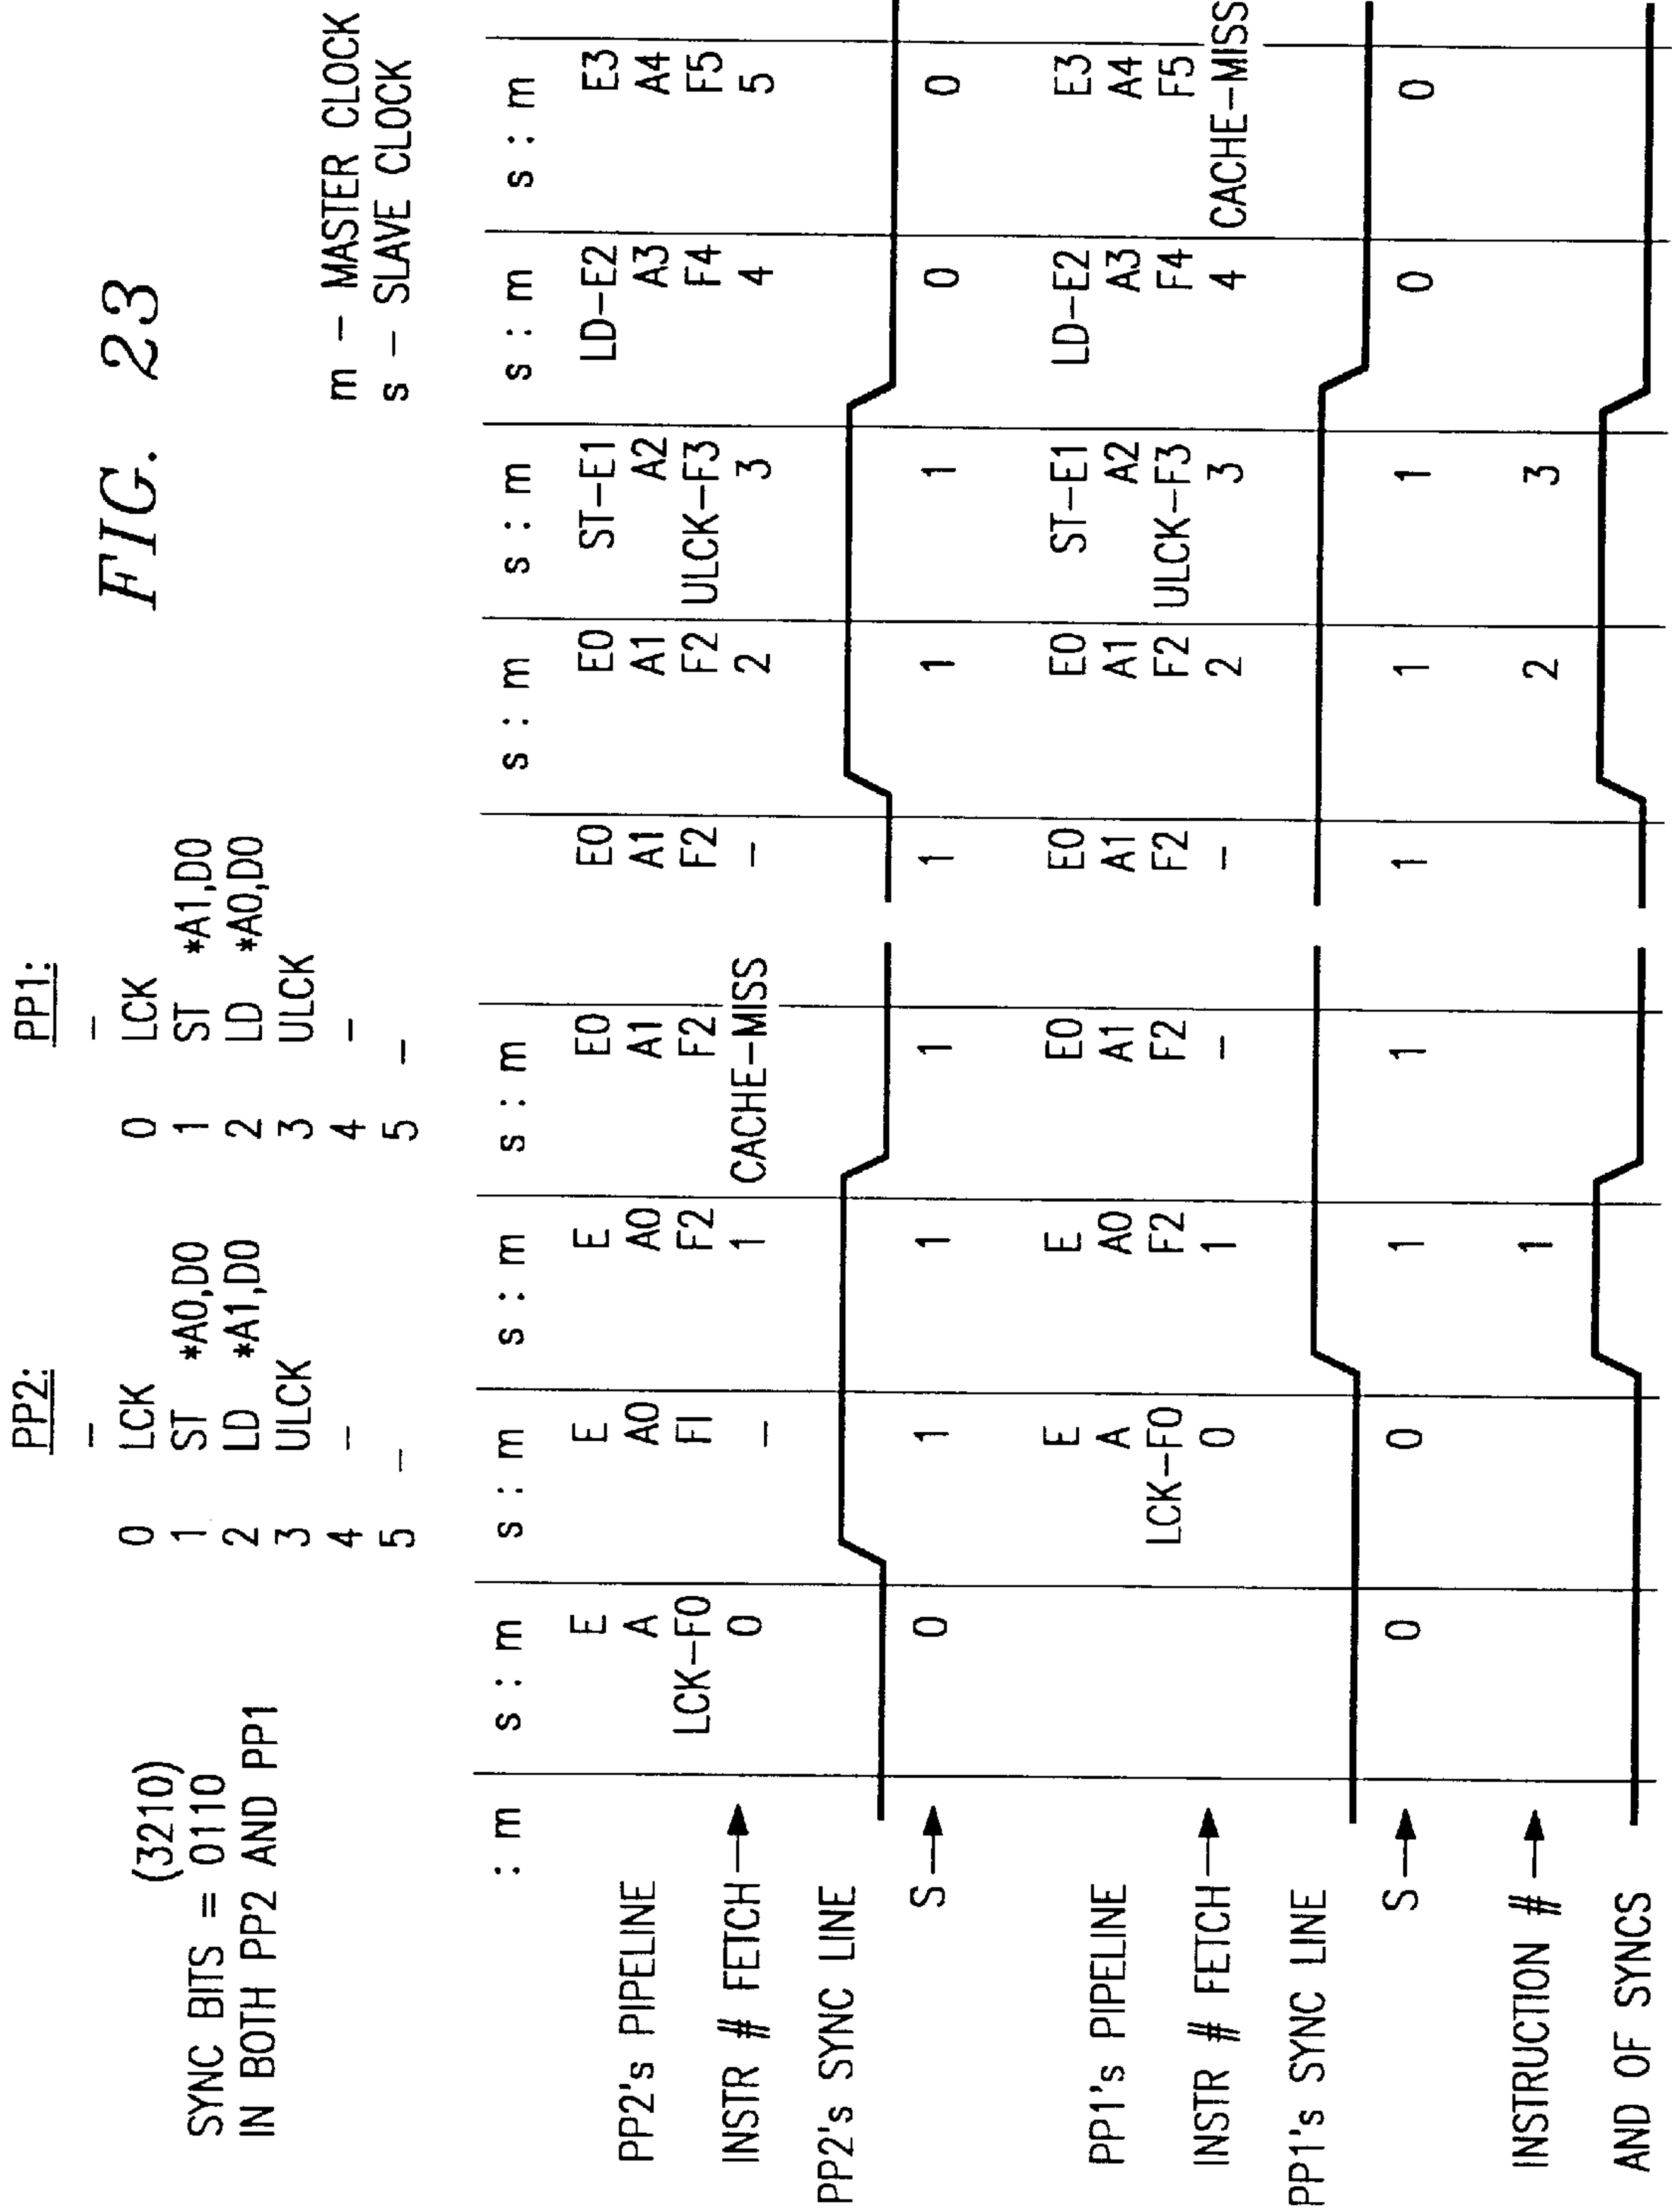 FIG. 23
PP2:
—
0 LCK
1 ST *A0,D0
2 LD *A1,D0
3 ULCK
4 —
5 —
PP1:
—
0 LCK
1 ST *A1,D0
2 LD *A0,D0
3 ULCK
4 —
5 —
(3210)
SYNC BITS = 0110
IN BOTH PP2 AND PP1
m – MASTER CLOCK
s – SLAVE CLOCK
: m s : m s : m s : m s : m s : m s : m s : m s : m
PP2's PIPELINE
E E E E0 E0 E0 ST–E1 LD–E2 E3
A A0 A0 A1 A1 A1 A2 A3 A4
LCK–F0 FI F2 F2 F2 F2 ULCK–F3 F4 F5
INSTR # FETCH 0 – 1 CACHE–MISS – 2 3 4 5
PP2's SYNC LINE
S 0 1 1 1 1 1 1 0 0
PP1's PIPELINE
E E E0 E0 E0 ST–E1 LD–E2 E3
A A0 A1 A1 A1 A2 A3 A4
LCK–F0 F2 F2 F2 F2 ULCK–F3 F4 F5
INSTR # FETCH 0 1 – – 2 3 4 CACHE–MISS
PP1's SYNC LINE
S 0 0 1 1 1 1 1 0 0
INSTRUCTION # 1 2 3
AND OF SYNCS